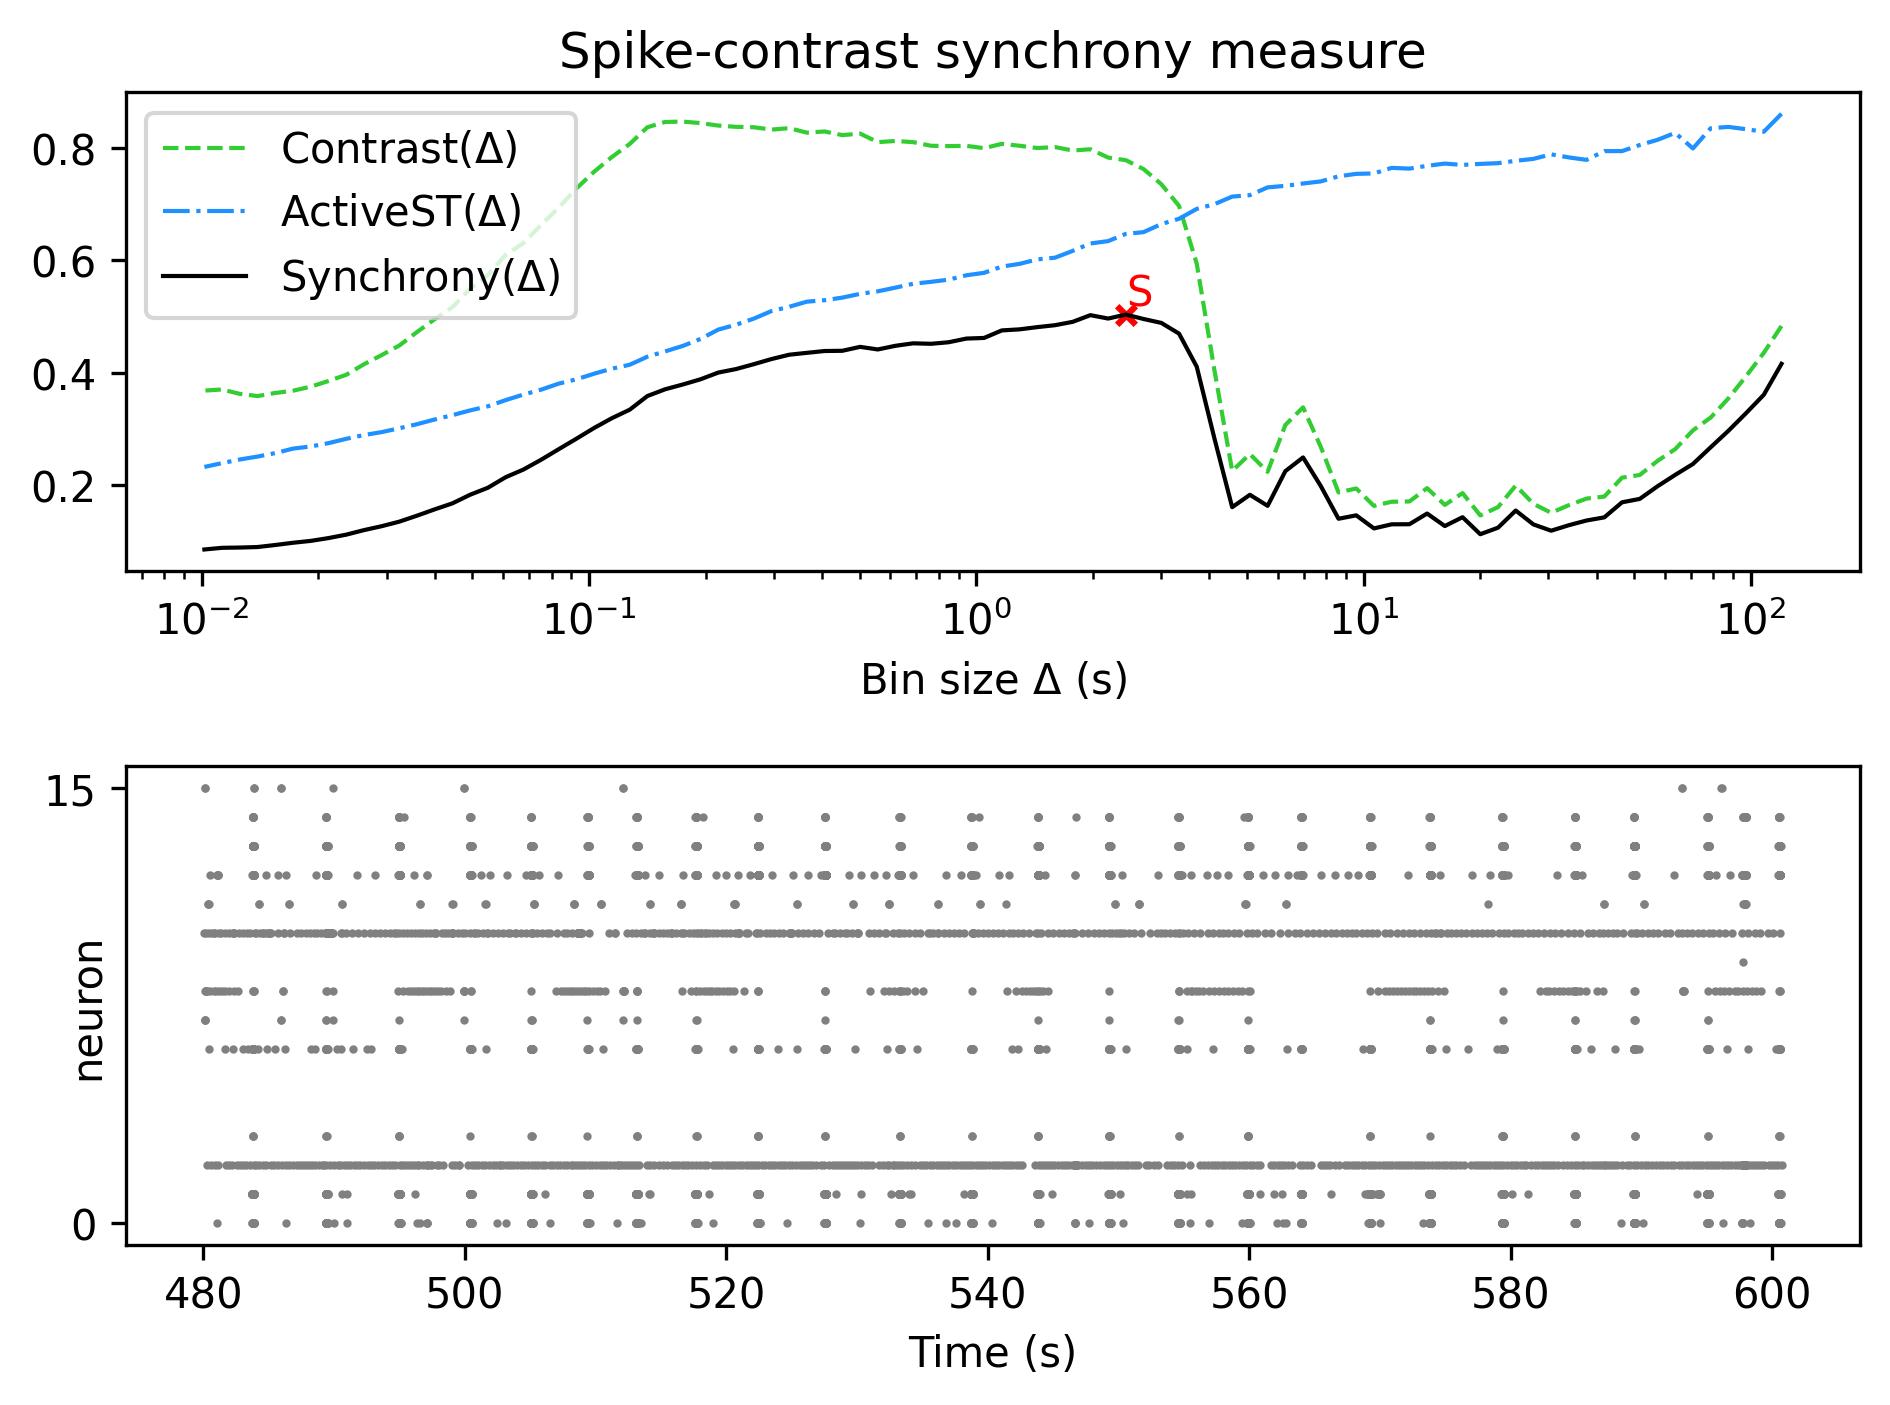 Spike-contrast synchrony measure
Contrast(Δ)
ActiveST(Δ)
Synchrony(Δ)
S
0.8
0.6
0.4
0.2
10⁻² 10⁻¹ 10⁰ 10¹ 10²
Bin size Δ (s)
15
neuron
0
480 500 520 540 560 580 600
Time (s)